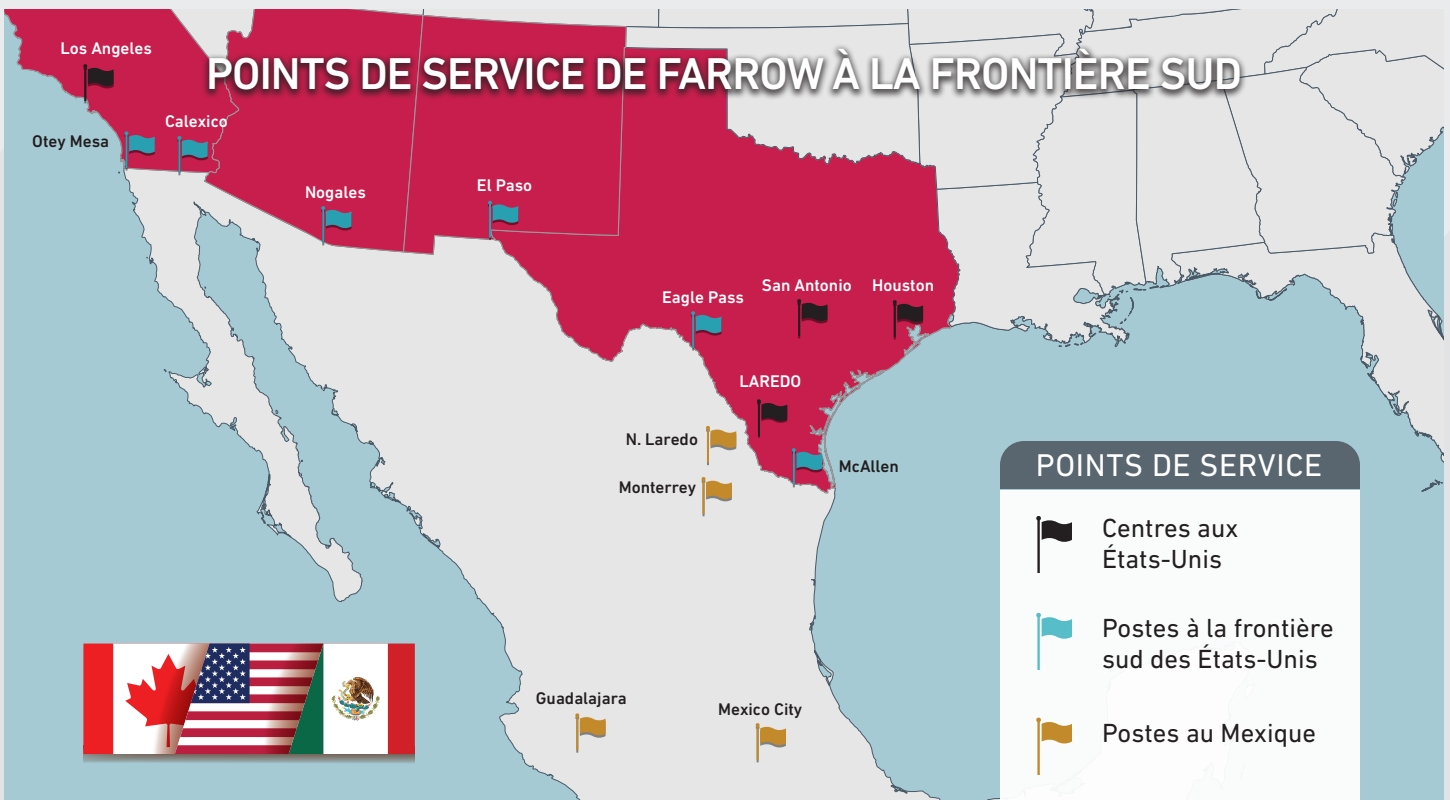 POINTS DE SERVICE DE FARROW À LA FRONTIÈRE SUD
Los Angeles
Otey Mesa
Calexico
Nogales
El Paso
Eagle Pass
San Antonio
Houston
LAREDO
N. Laredo
McAllen
Monterrey
Guadalajara
Mexico City
POINTS DE SERVICE
Centres aux
États-Unis
Postes à la frontière
sud des États-Unis
Postes au Mexique